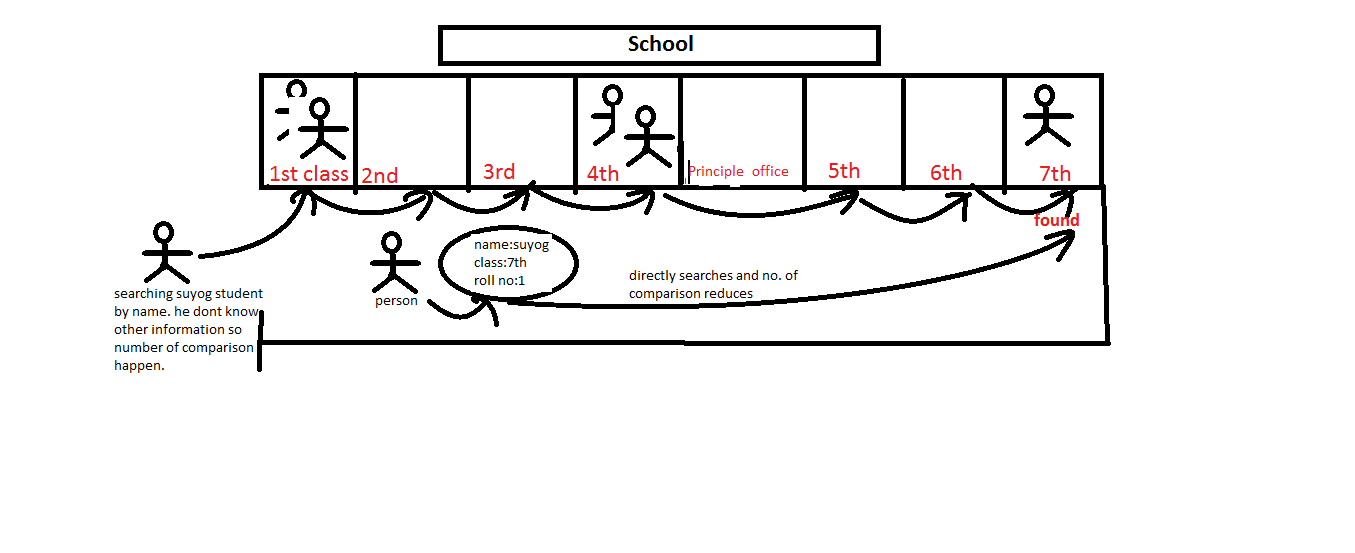 School
1st class
2nd
3rd
4th
Principle office
5th
6th
7th
found
name:suyog
class:7th
roll no:1
directly searches and no. of
comparison reduces
person
searching suyog student
by name. he dont know
other information so
number of comparison
happen.